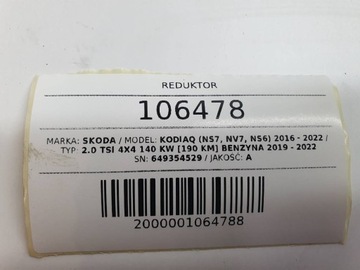 REDUKTOR
106478
MARKA: SKODA / MODEL: KODIAQ (NS7, NV7, NS6) 2016 - 2022 /
TYP: 2.0 TSI 4X4 140 KW [190 KM] BENZYNA 2019 - 2022
SN: 649354529 / JAKOŚĆ: A
2000001064788